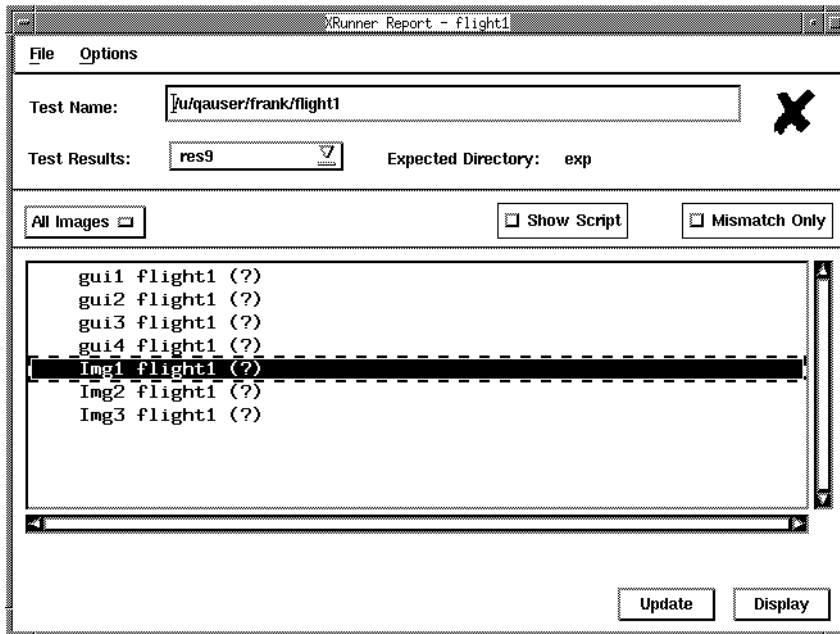 XRunner Report - flight1
File Options
Test Name: /u/qauser/frank/flight1
Test Results: res9 Expected Directory: exp
All Images Show Script Mismatch Only
gui1 flight1 (?)
gui2 flight1 (?)
gui3 flight1 (?)
gui4 flight1 (?)
Img1 flight1 (?)
Img2 flight1 (?)
Img3 flight1 (?)
Update Display